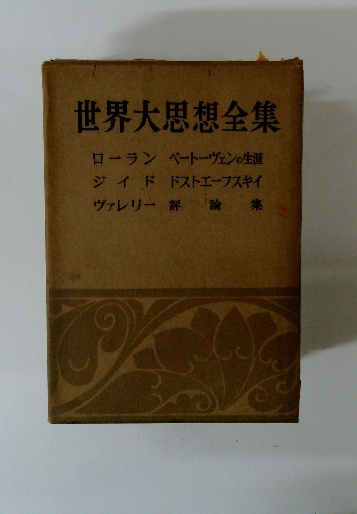 世界大思想全集
ローラン ベートーヴェンの生涯
ジイド ドストエーフスキイ
ヴァレリー 評論集